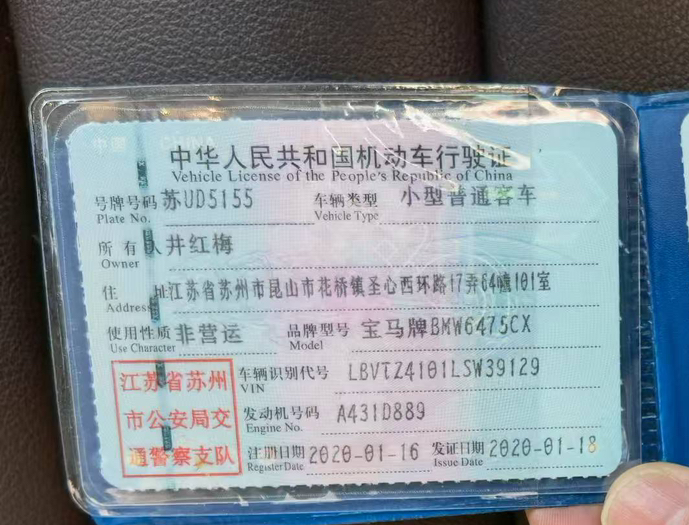 中华人民共和国机动车行驶证
Vehicle License of the People's Republic of China
号牌号码 苏UD5155 车辆类型 小型普通客车
Plate No. Vehicle Type
所有人 井红梅
Owner
住 址 江苏省苏州市昆山市花桥镇圣心西环路17弄64幢101室
Address
使用性质 非营运 品牌型号 宝马牌BMW6475CX
Use Character Model
江苏省苏州 车辆识别代号 LBVTZ4101LSW39129
VIN
市公安局交 发动机号码 A431D889
Engine No.
通警察支队 注册日期 2020-01-16 发证日期 2020-01-18
Register Date Issue Date